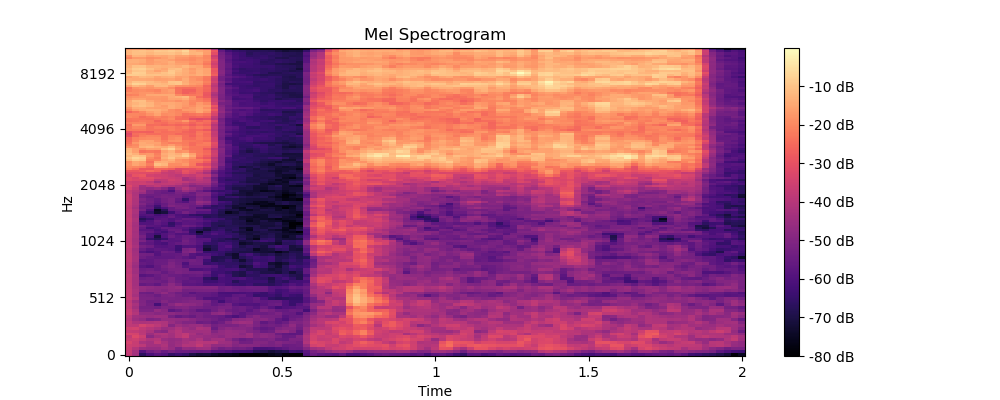 Mel Spectrogram
Hz
8192
4096
2048
1024
512
0
0 0.5 1 1.5 2
Time
-10 dB
-20 dB
-30 dB
-40 dB
-50 dB
-60 dB
-70 dB
-80 dB